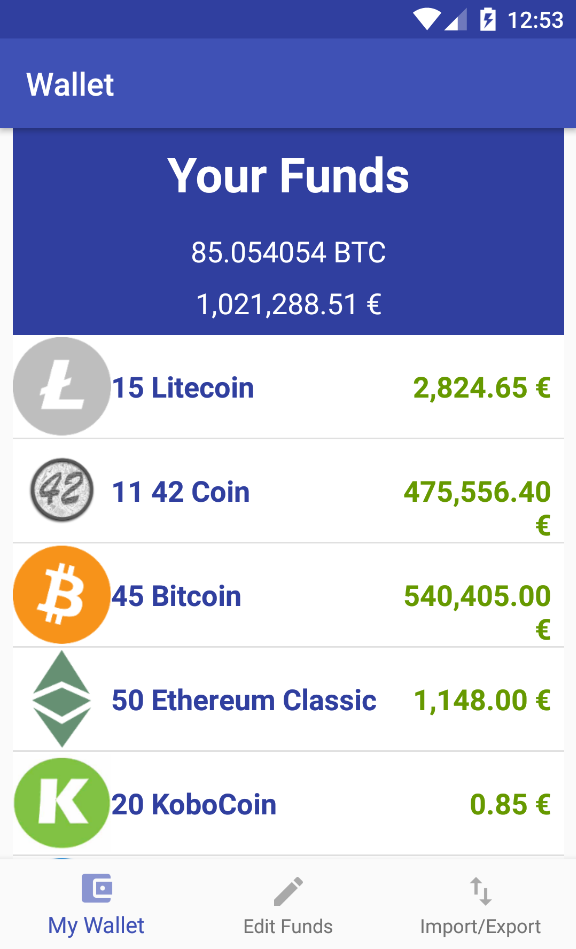 12:53
Wallet
Your Funds
85.054054 BTC
1,021,288.51 €
15 Litecoin 2,824.65 €
42 11 42 Coin 475,556.40
€
45 Bitcoin 540,405.00
€
50 Ethereum Classic 1,148.00 €
K 20 KoboCoin 0.85 €
My Wallet Edit Funds Import/Export